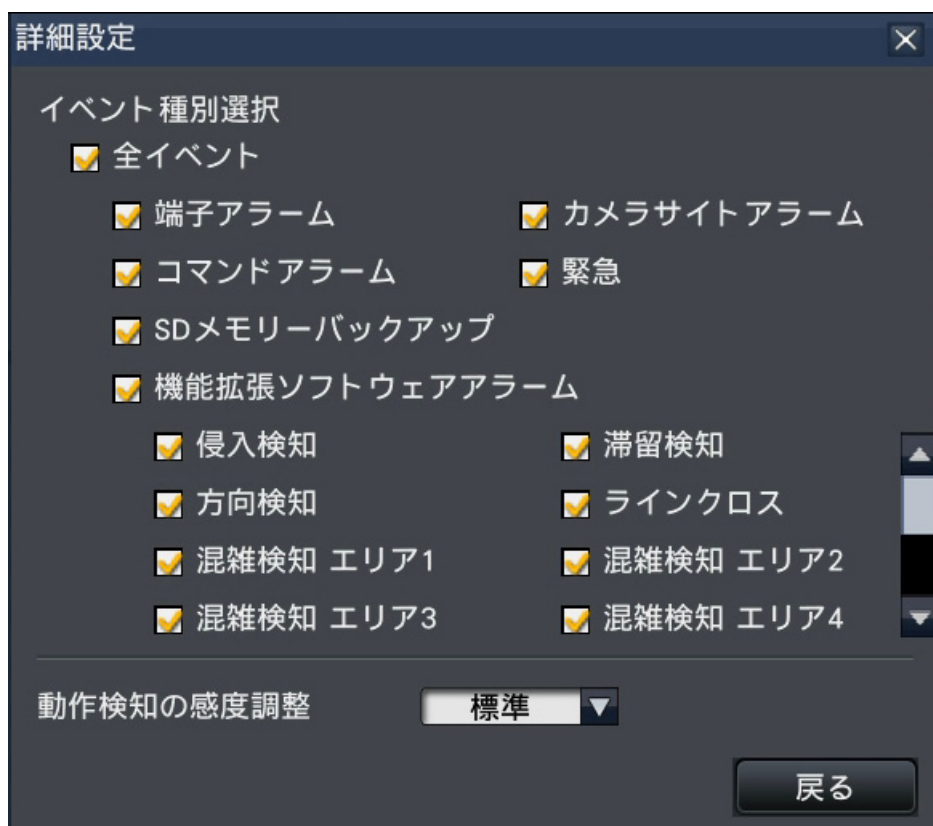 詳細設定
イベント種別選択
全イベント
端子アラーム カメラサイトアラーム
コマンドアラーム 緊急
SDメモリーバックアップ
機能拡張ソフトウェアアラーム
侵入検知 滞留検知
方向検知 ラインクロス
混雑検知 エリア1 混雑検知 エリア2
混雑検知 エリア3 混雑検知 エリア4
動作検知の感度調整 標準
戻る